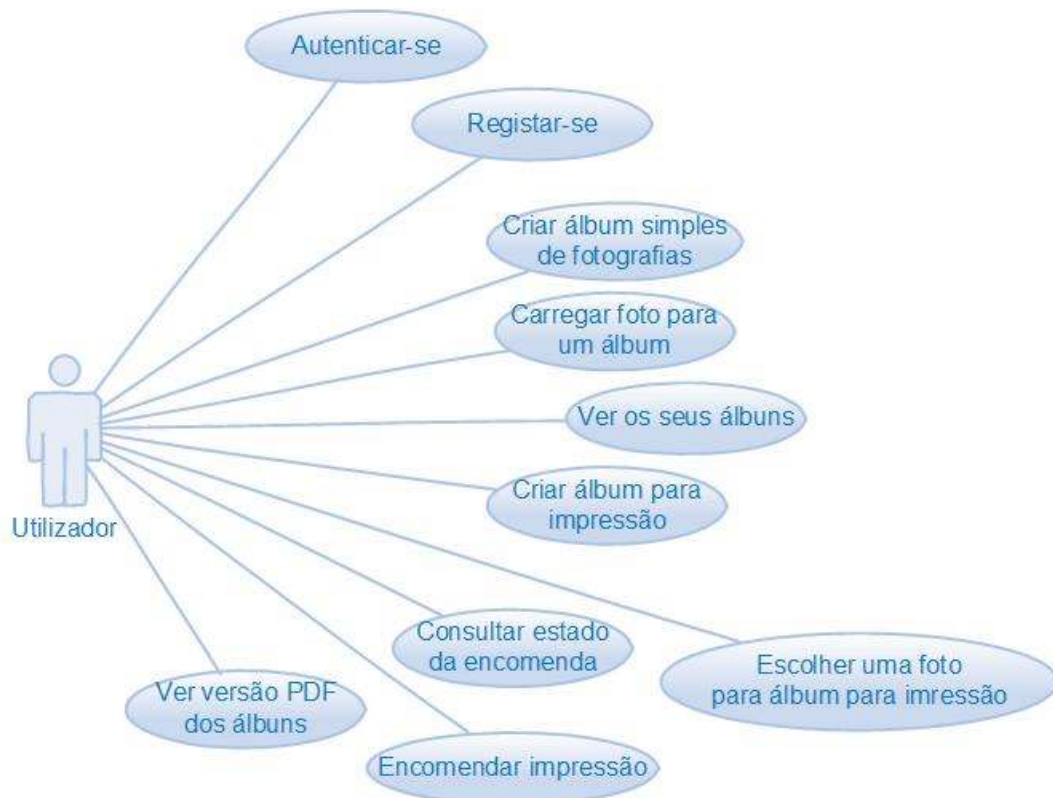 Autenticar-se
Registar-se
Criar álbum simples
de fotografias
Carregar foto para
um álbum
Ver os seus álbuns
Criar álbum para
impressão
Utilizador
Consultar estado
da encomenda
Escolher uma foto
para álbum para imressão
Ver versão PDF
dos álbuns
Encomendar impressão